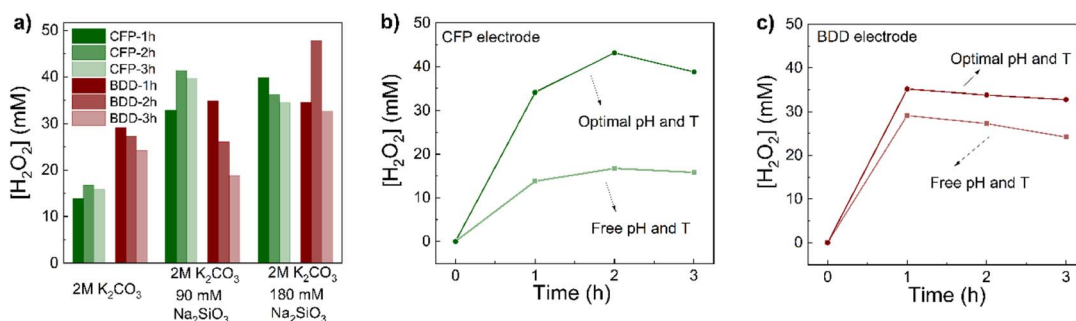 a)
[H₂O₂] (mM)
50
40
30
20
10
0
CFP-1h
CFP-2h
CFP-3h
BDD-1h
BDD-2h
BDD-3h
2M K₂CO₃
2M K₂CO₃
90 mM
Na₂SiO₃
2M K₂CO₃
180 mM
Na₂SiO₃
b)
[H₂O₂] (mM)
50
40
30
20
10
0
CFP electrode
Optimal pH and T
Free pH and T
0 1 2 3
Time (h)
c)
[H₂O₂] (mM)
50
40
30
20
10
0
BDD electrode
Optimal pH and T
Free pH and T
0 1 2 3
Time (h)